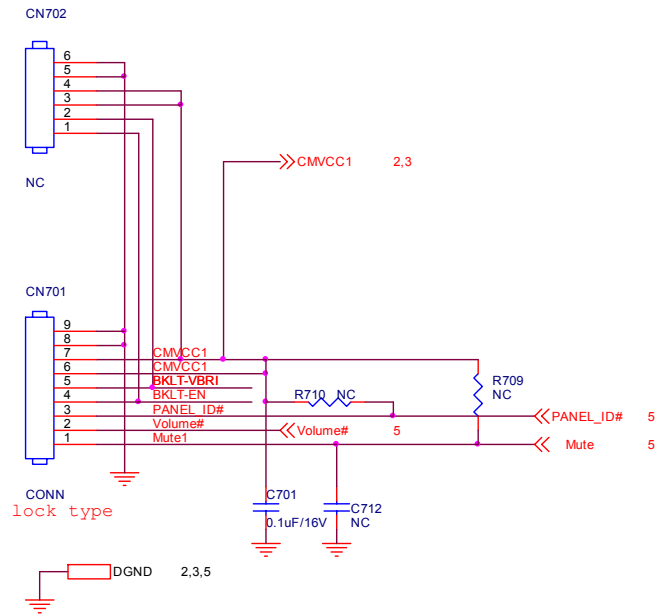 CN702
6
5
4
3
2
1
NC
CMVCC1 2,3
CN701
9
8
7 CMVCC1
6 CMVCC1
5 BKLT-VBRI
4 BKLT-EN
3 PANEL_ID#
2 Volume#
1 Mute1
R710 NC
R709
NC
PANEL_ID# 5
Volume# 5
Mute 5
CONN
lock type
C701
0.1uF/16V
C712
NC
DGND 2,3,5